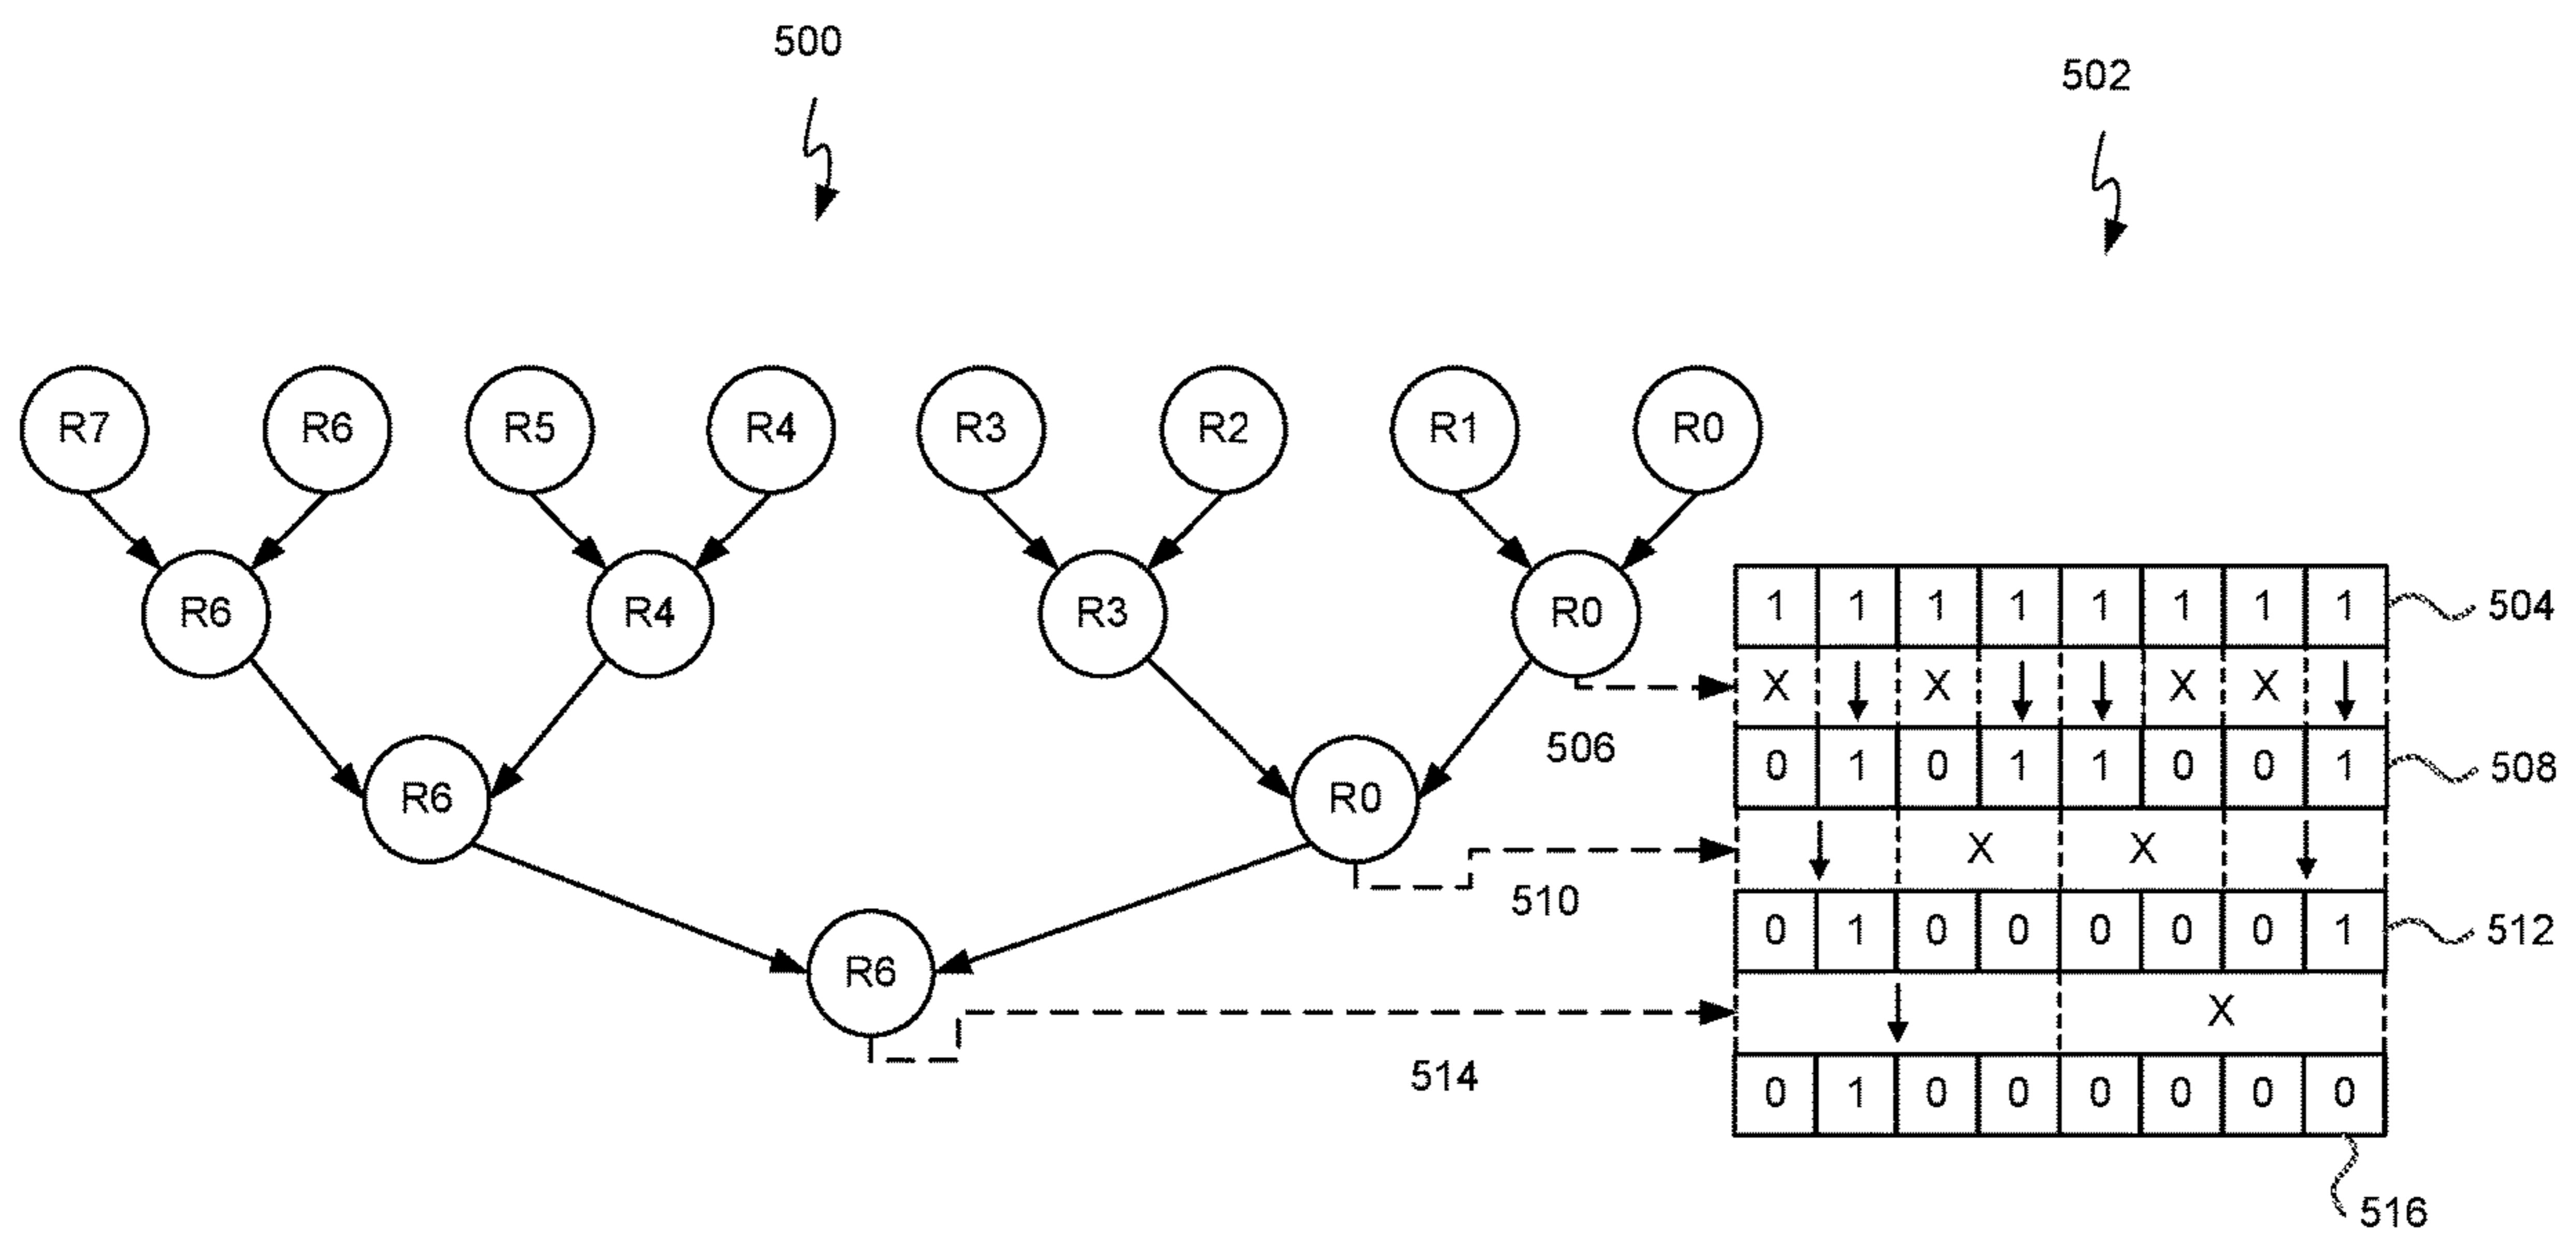 500
502
R7 R6 R5 R4 R3 R2 R1 R0
R6 R4 R3 R0
1 1 1 1 1 1 1 1 504
X X X X
506
R6 R0
0 1 0 1 1 0 0 1 508
X X
510
0 1 0 0 0 0 0 1 512
R6
X
514
0 1 0 0 0 0 0 0
516